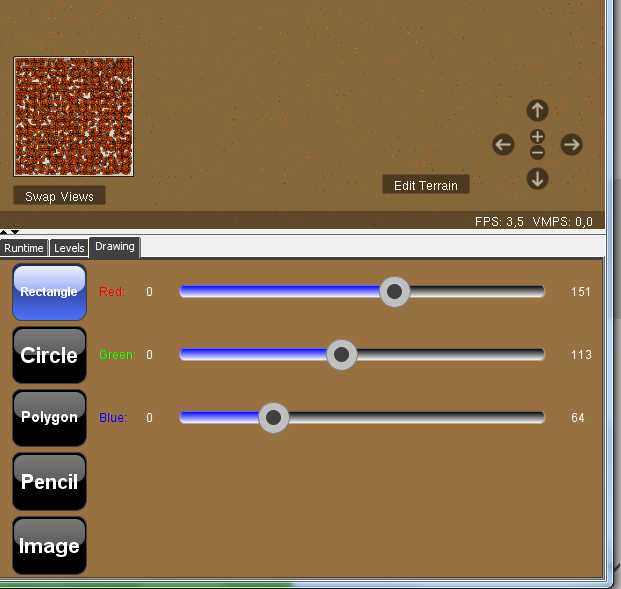 Swap Views
Edit Terrain
FPS: 3,5 VMPS: 0,0
Runtime Levels Drawing
Rectangle Red: 0 151
Circle Green: 0 113
Polygon Blue: 0 64
Pencil
Image